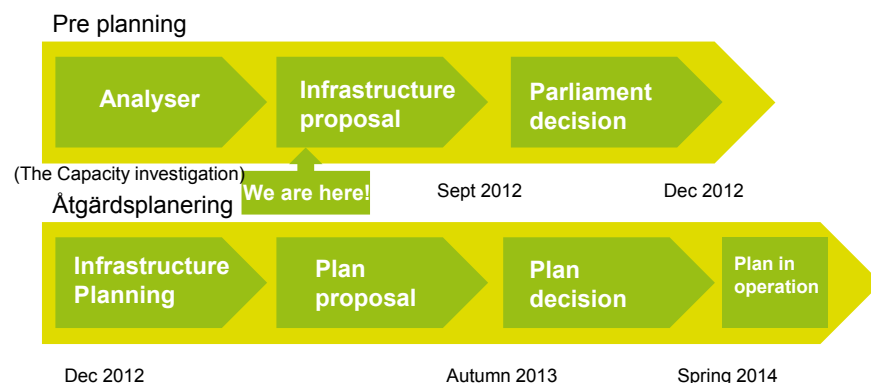 Pre planning
Analyser
Infrastructure
proposal
Parliament
decision
(The Capacity investigation)
We are here!
Sept 2012
Dec 2012
Åtgärdsplanering
Infrastructure
Planning
Plan
proposal
Plan
decision
Plan in
operation
Dec 2012
Autumn 2013
Spring 2014